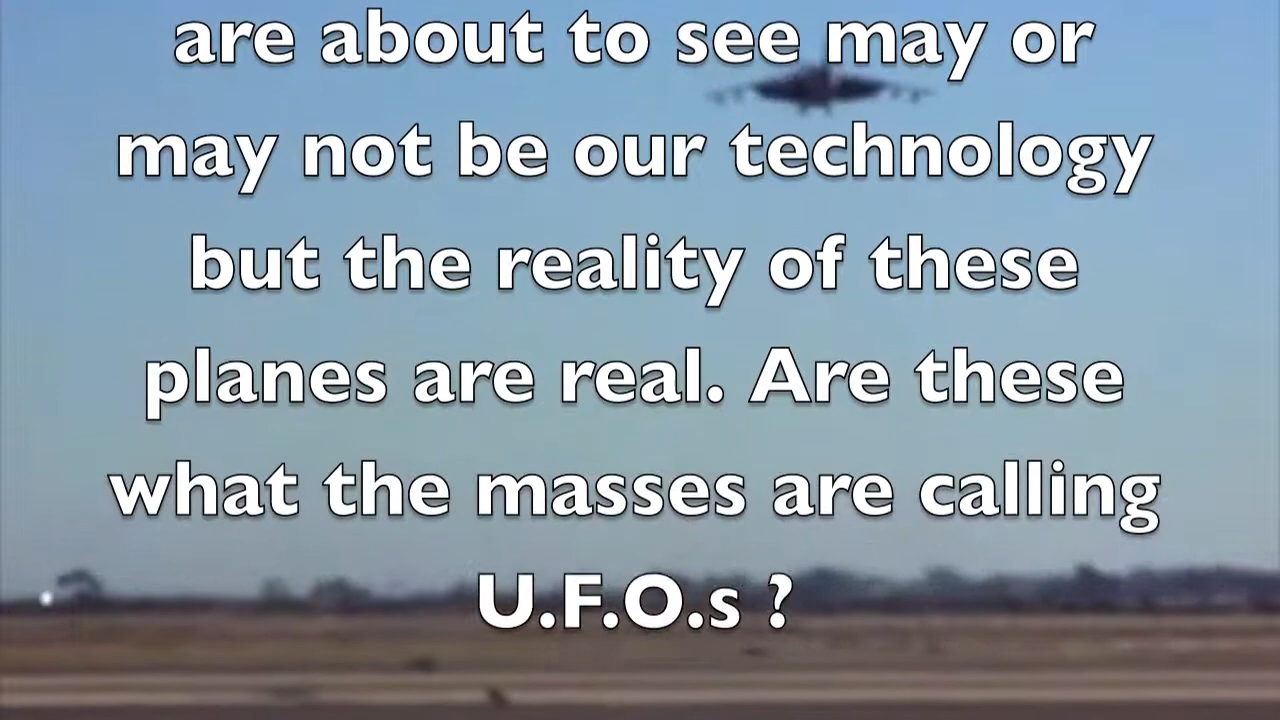 are about to see may or
may not be our technology
but the reality of these
planes are real. Are these
what the masses are calling
U.F.O.s ?